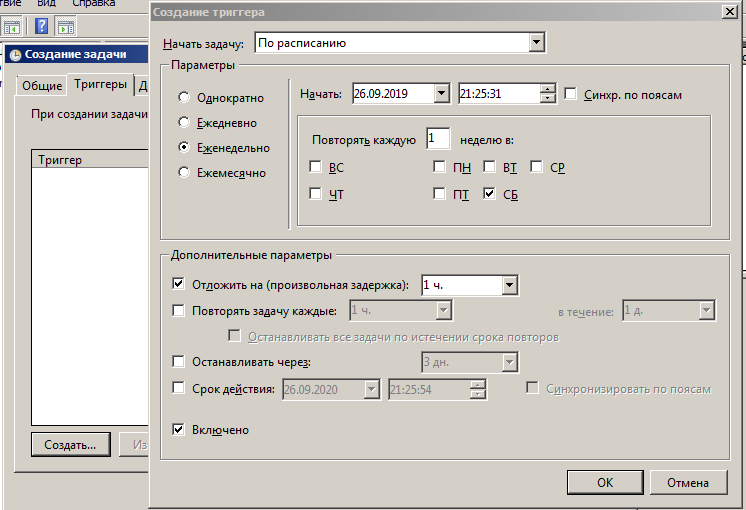 ствие Вид Справка
Создание задачи
Общие Триггеры Д
При создании задачи
Триггер
Создать... Из
Создание триггера
Начать задачу: По расписанию
Параметры
Однократно
Ежедневно
Еженедельно
Ежемесячно
Начать: 26.09.2019 21:25:31 Синхр. по поясам
Повторять каждую 1 неделю в:
ВС ПН ВТ СР
ЧТ ПТ СБ
Дополнительные параметры
Отложить на (произвольная задержка): 1 ч.
Повторять задачу каждые: 1 ч. в течение: 1 д.
Останавливать все задачи по истечении срока повторов
Останавливать через: 3 дн.
Срок действия: 26.09.2020 21:25:54 Синхронизировать по поясам
Включено
ОК Отмена